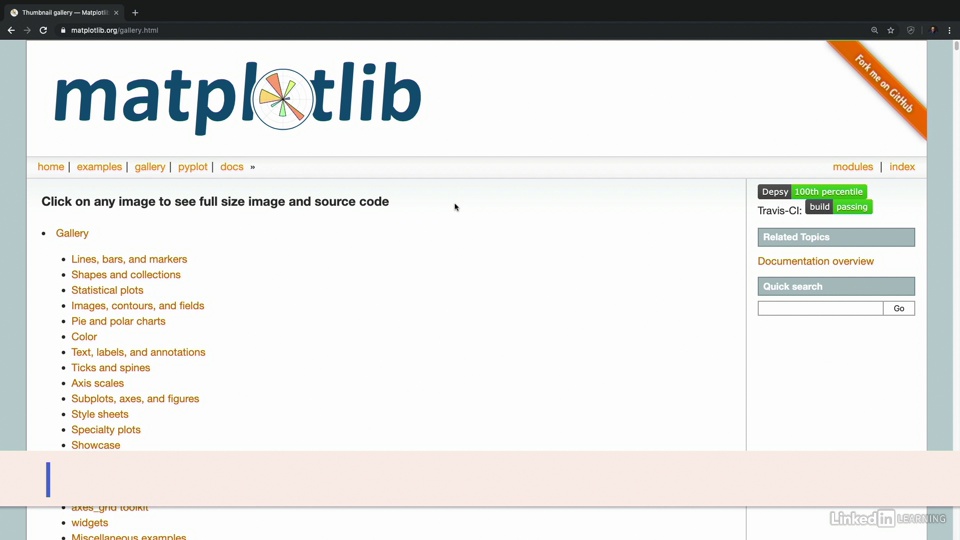 Thumbnail gallery — Matplotli
matplotlib.org/gallery.html
matplotlib
Fork me on GitHub
home | examples | gallery | pyplot | docs »
modules | index
Click on any image to see full size image and source code
Depsy 100th percentile
Travis-CI: build passing
Gallery
Related Topics
Lines, bars, and markers
Documentation overview
Shapes and collections
Statistical plots
Quick search
Images, contours, and fields
Go
Pie and polar charts
Color
Text, labels, and annotations
Ticks and spines
Axis scales
Subplots, axes, and figures
Style sheets
Specialty plots
Showcase
axes_grid toolkit
widgets
Miscellaneous examples
Linkedin LEARNING